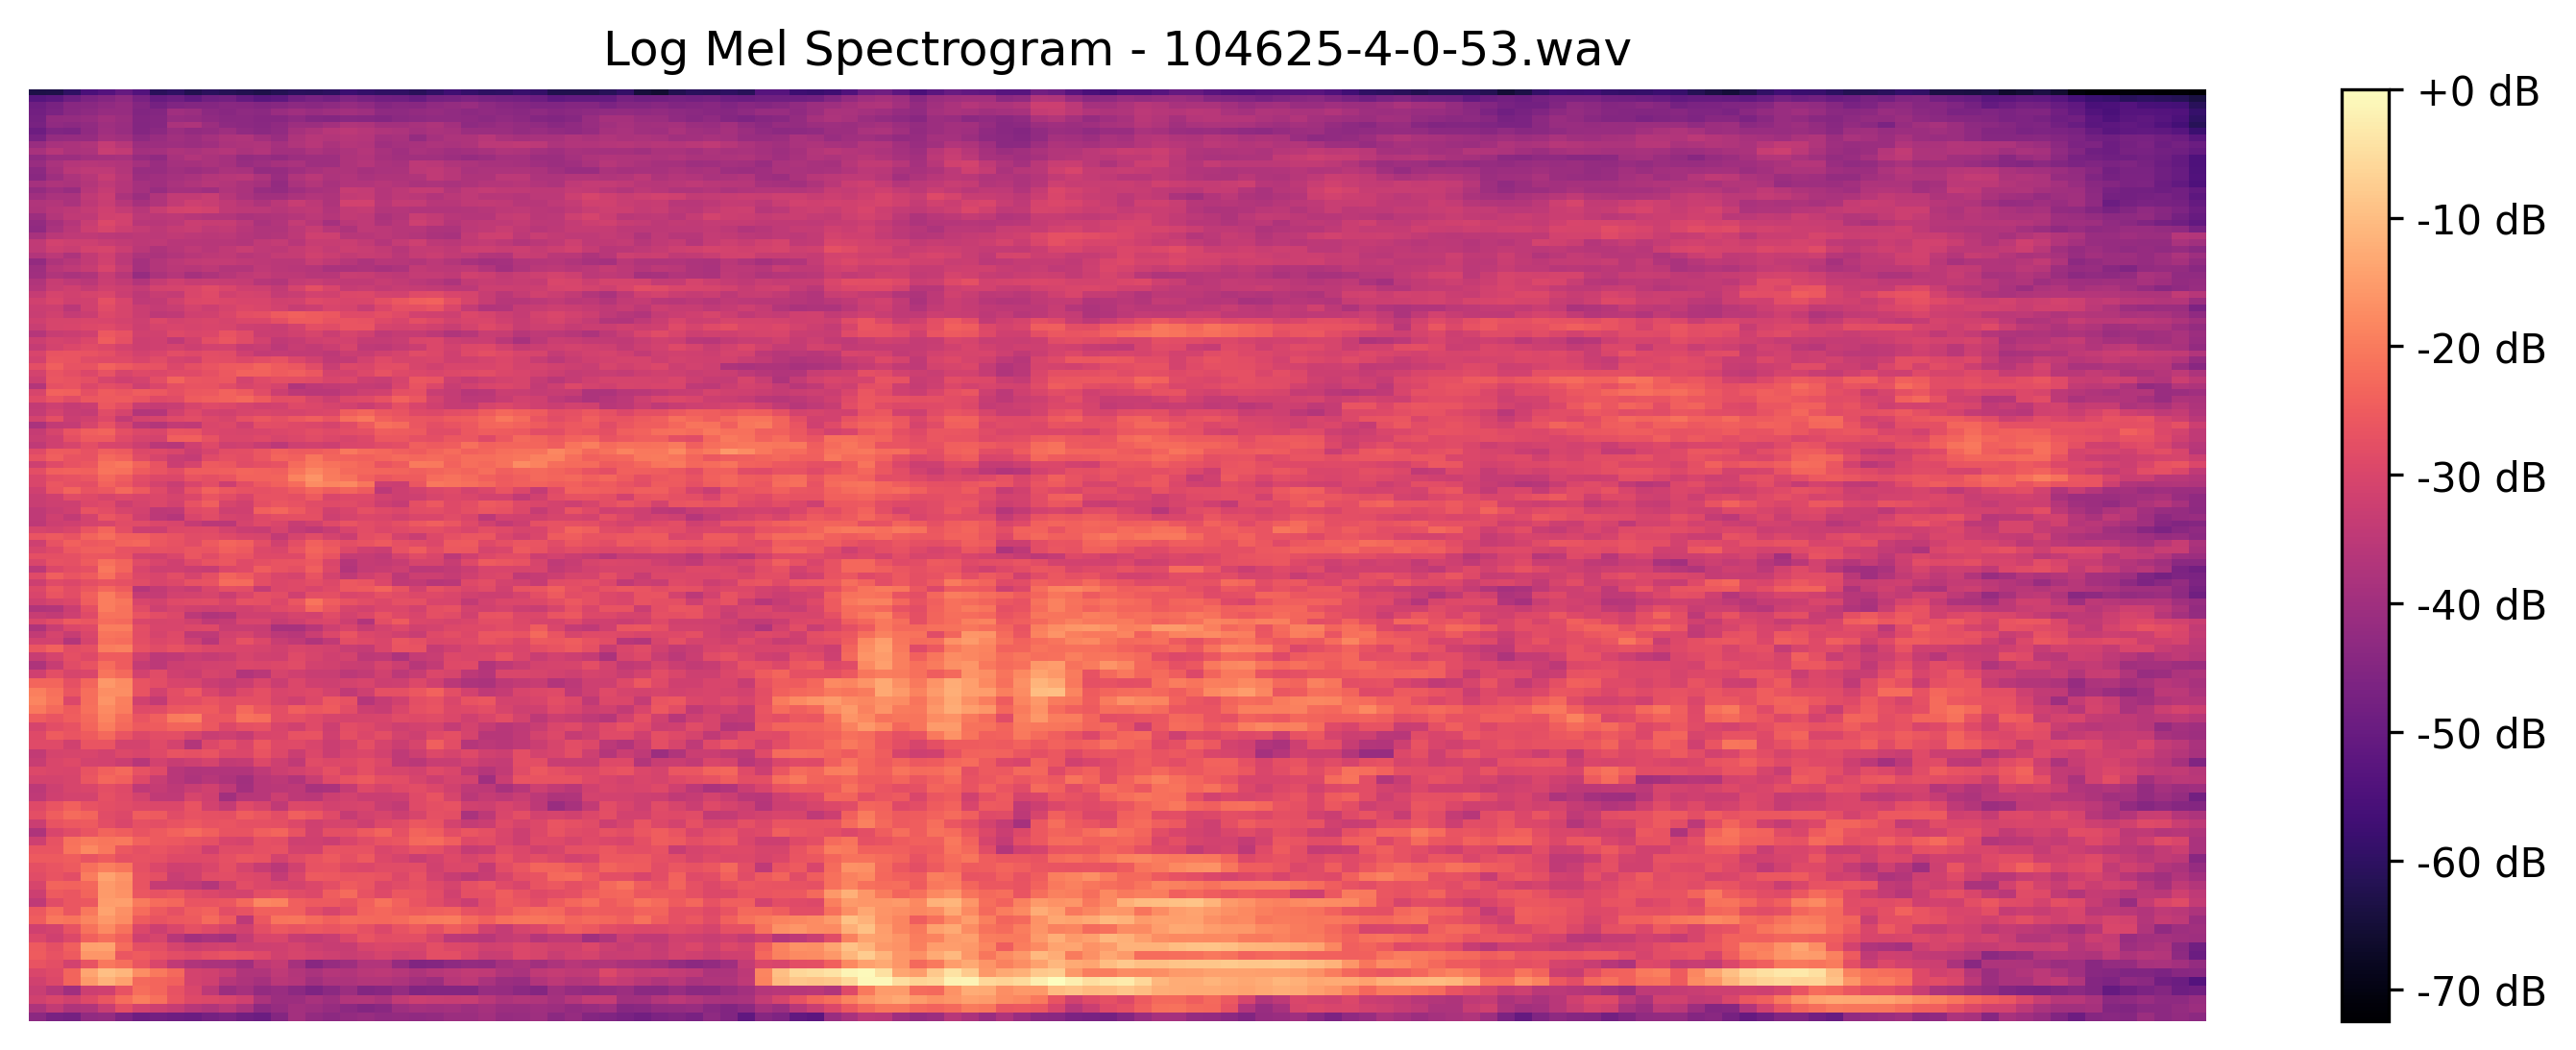 Log Mel Spectrogram - 104625-4-0-53.wav
+0 dB
-10 dB
-20 dB
-30 dB
-40 dB
-50 dB
-60 dB
-70 dB